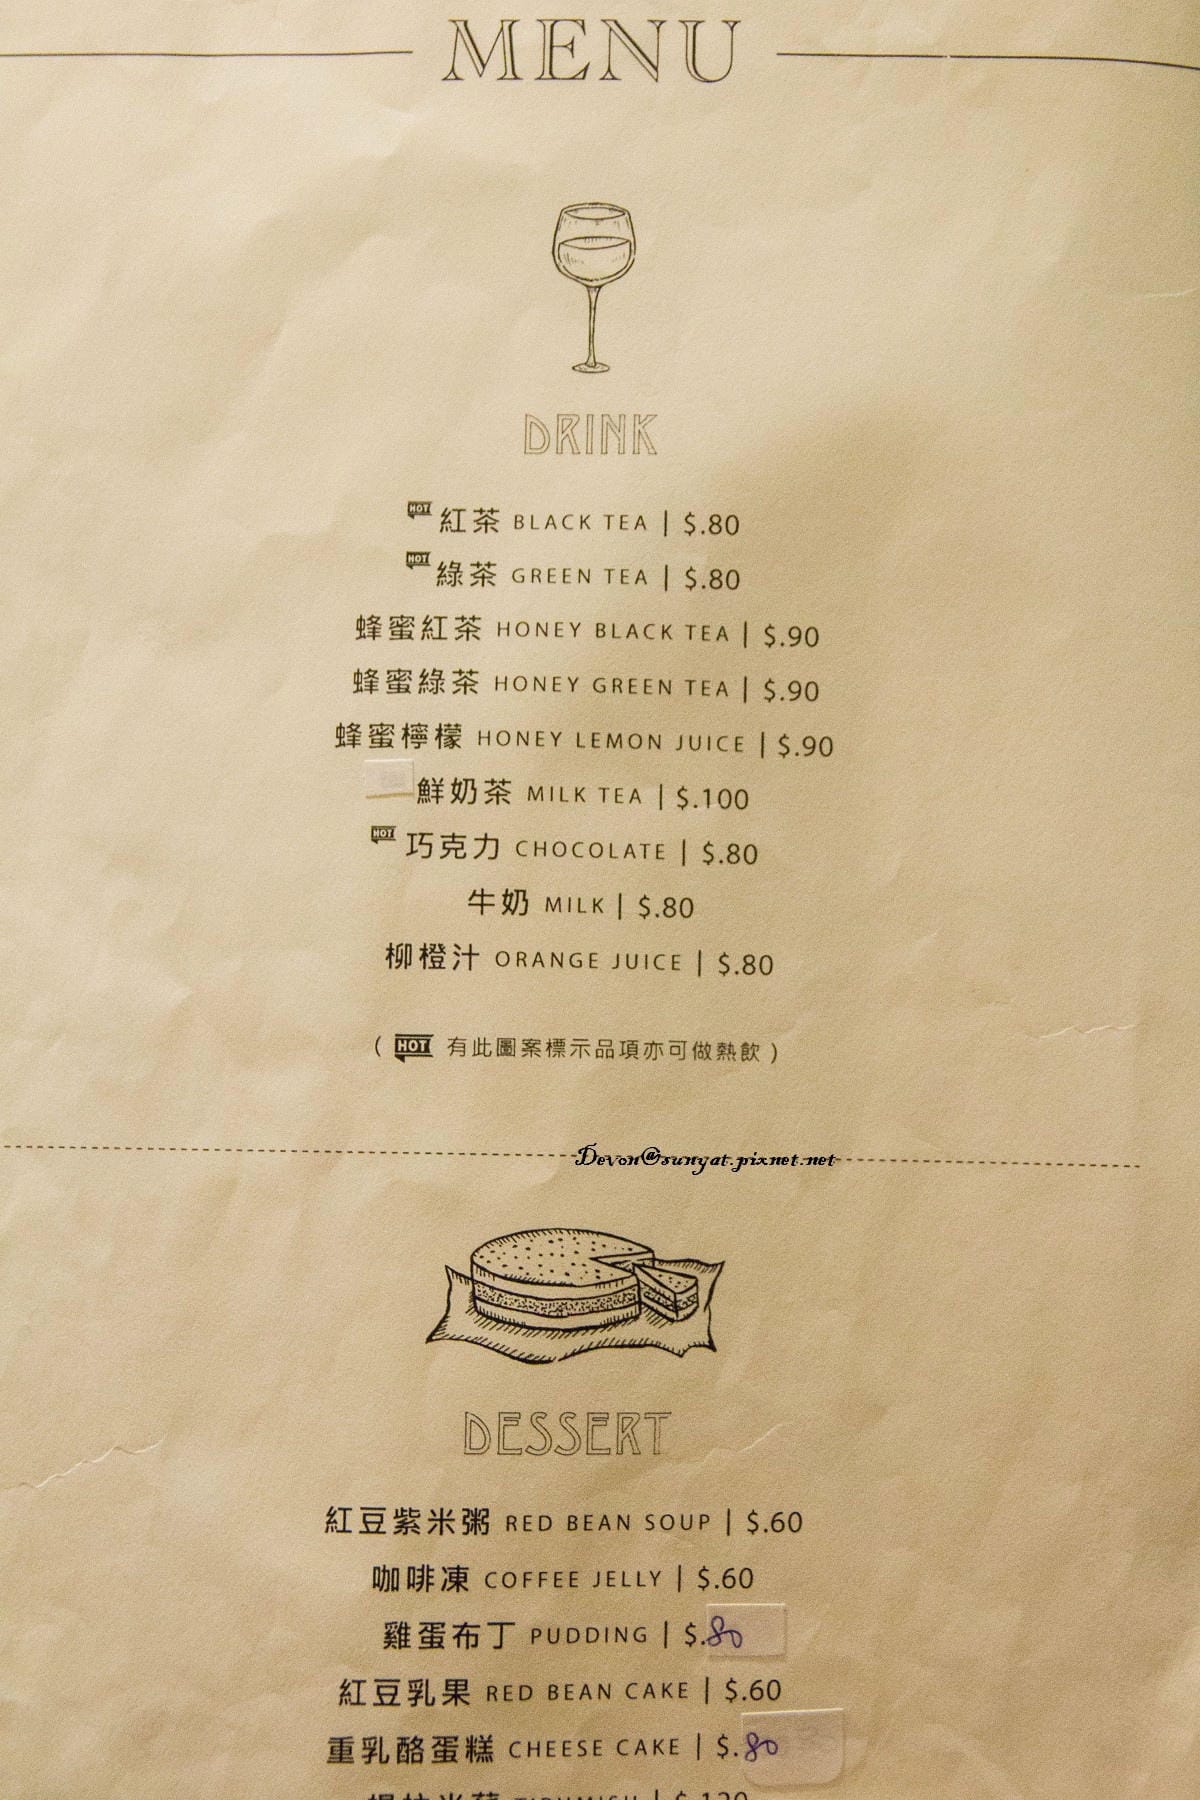 MENU
DRINK
HOT 紅茶 BLACK TEA | $.80
HOT 綠茶 GREEN TEA | $.80
蜂蜜紅茶 HONEY BLACK TEA | $.90
蜂蜜綠茶 HONEY GREEN TEA | $.90
蜂蜜檸檬 HONEY LEMON JUICE | $.90
鮮奶茶 MILK TEA | $.100
HOT 巧克力 CHOCOLATE | $.80
牛奶 MILK | $.80
柳橙汁 ORANGE JUICE | $.80
( HOT 有此圖案標示品項亦可做熱飲 )
Devon@sunyat.pixnet.net
DESSERT
紅豆紫米粥 RED BEAN SOUP | $.60
咖啡凍 COFFEE JELLY | $.60
雞蛋布丁 PUDDING | $.80
紅豆乳果 RED BEAN CAKE | $.60
重乳酪蛋糕 CHEESE CAKE | $.80